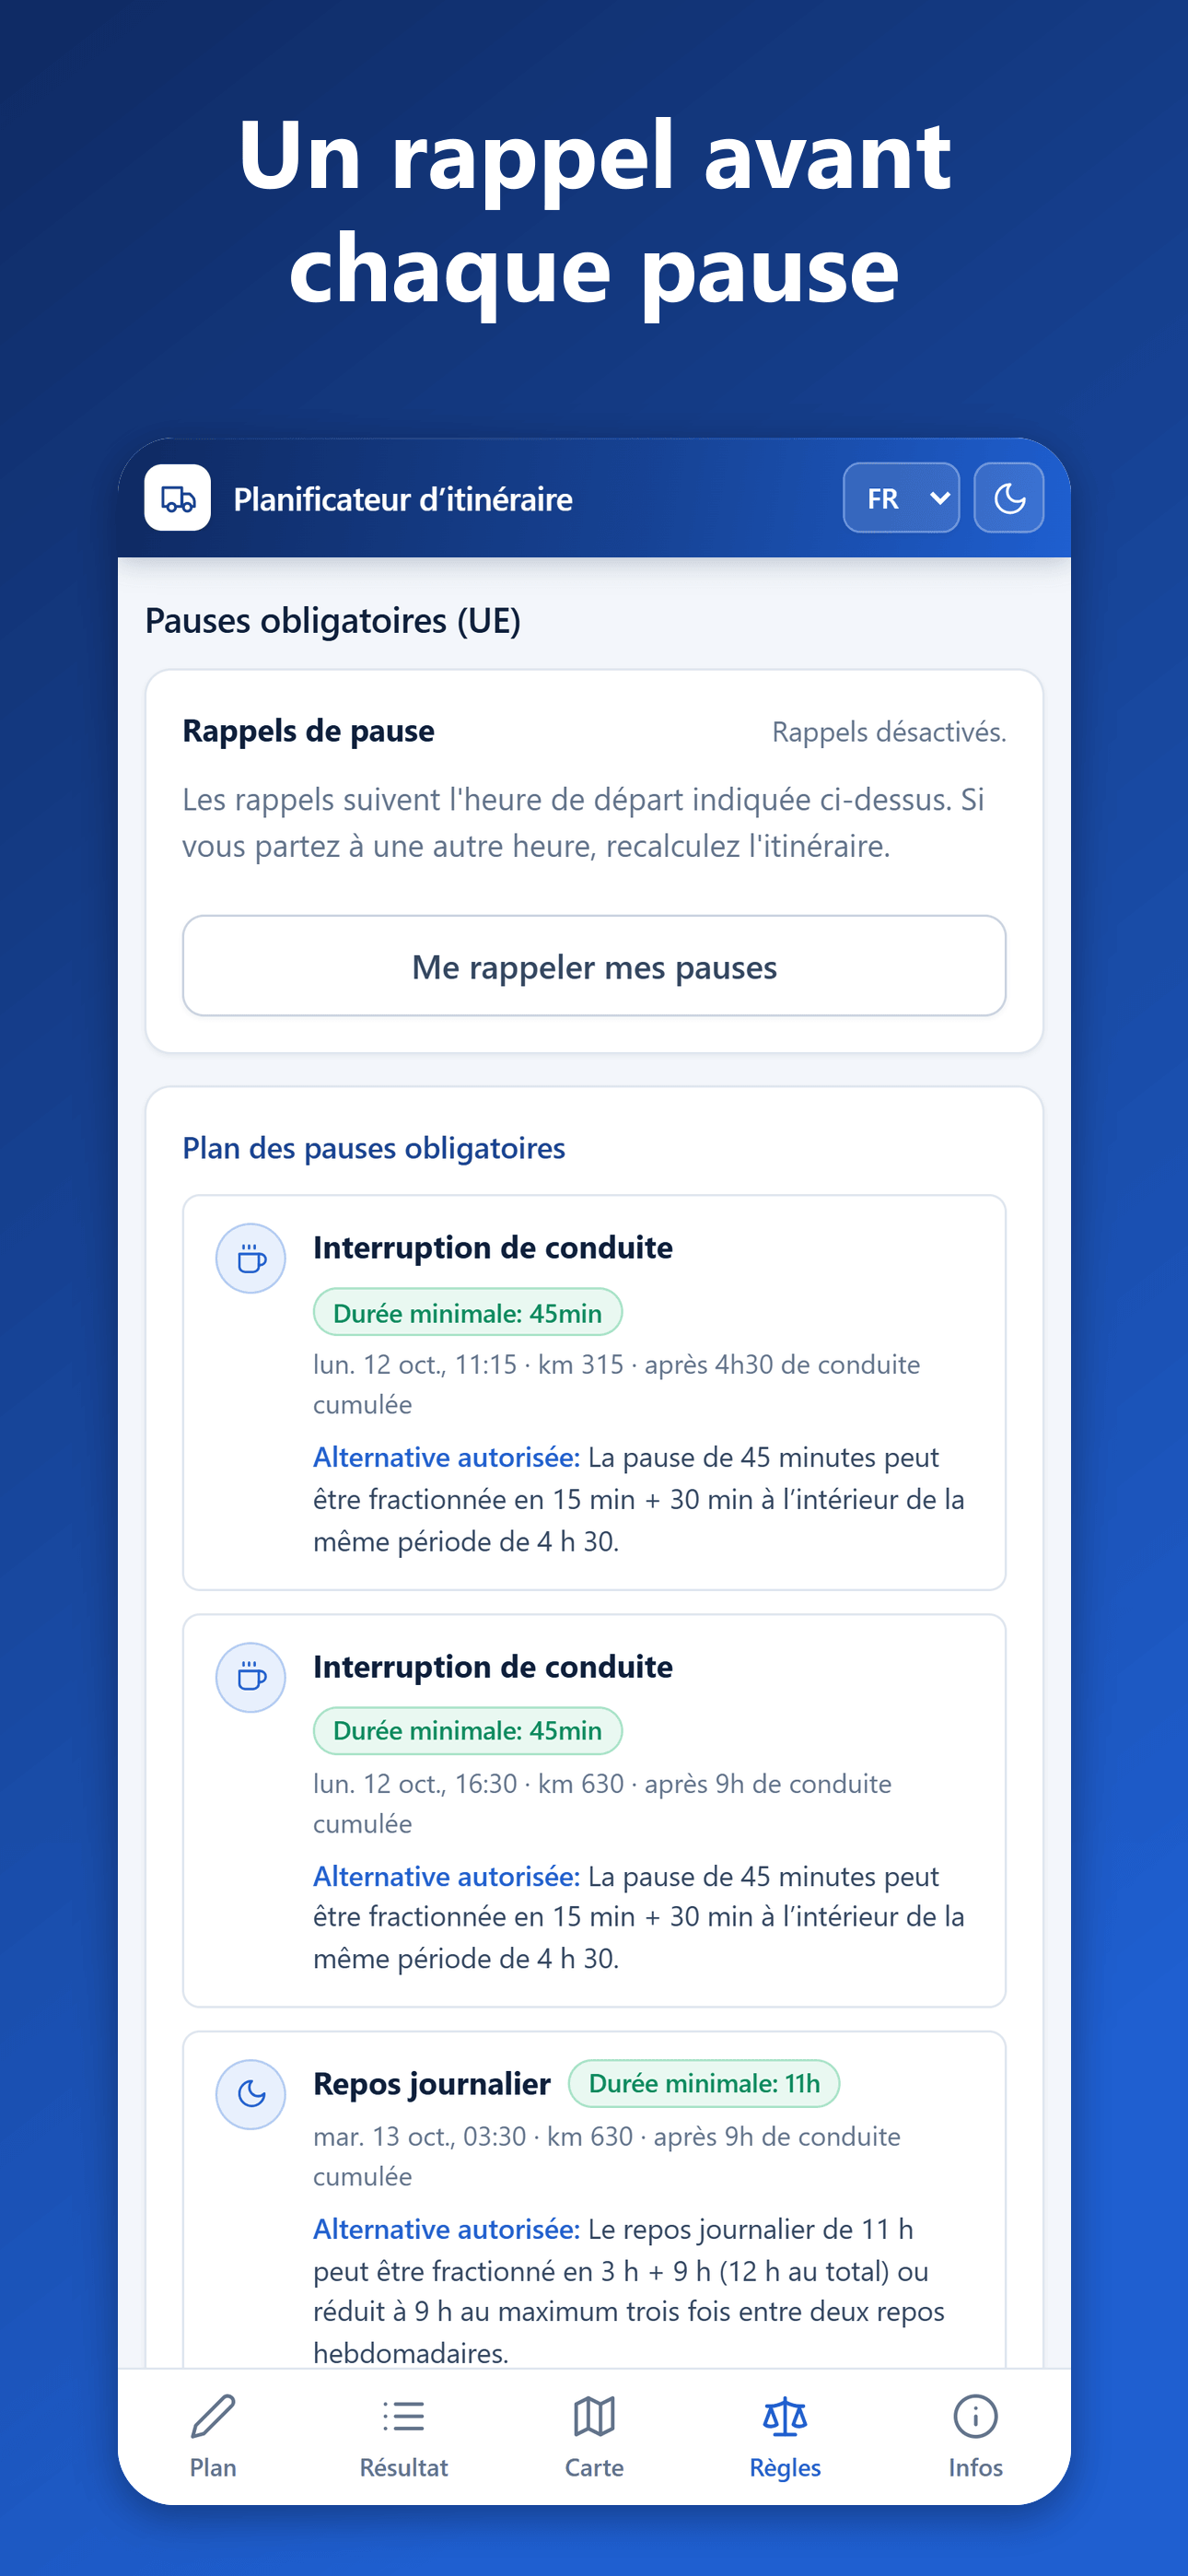 Un rappel avant
chaque pause
Planificateur d’itinéraire
FR
Pauses obligatoires (UE)
Rappels de pause
Rappels désactivés.
Les rappels suivent l'heure de départ indiquée ci-dessus. Si
vous partez à une autre heure, recalculez l'itinéraire.
Me rappeler mes pauses
Plan des pauses obligatoires
Interruption de conduite
Durée minimale: 45min
lun. 12 oct., 11:15 · km 315 · après 4h30 de conduite
cumulée
Alternative autorisée: La pause de 45 minutes peut
être fractionnée en 15 min + 30 min à l’intérieur de la
même période de 4 h 30.
Interruption de conduite
Durée minimale: 45min
lun. 12 oct., 16:30 · km 630 · après 9h de conduite
cumulée
Alternative autorisée: La pause de 45 minutes peut
être fractionnée en 15 min + 30 min à l’intérieur de la
même période de 4 h 30.
Repos journalier Durée minimale: 11h
mar. 13 oct., 03:30 · km 630 · après 9h de conduite
cumulée
Alternative autorisée: Le repos journalier de 11 h
peut être fractionné en 3 h + 9 h (12 h au total) ou
réduit à 9 h au maximum trois fois entre deux repos
hebdomadaires.
Plan
Résultat
Carte
Règles
Infos